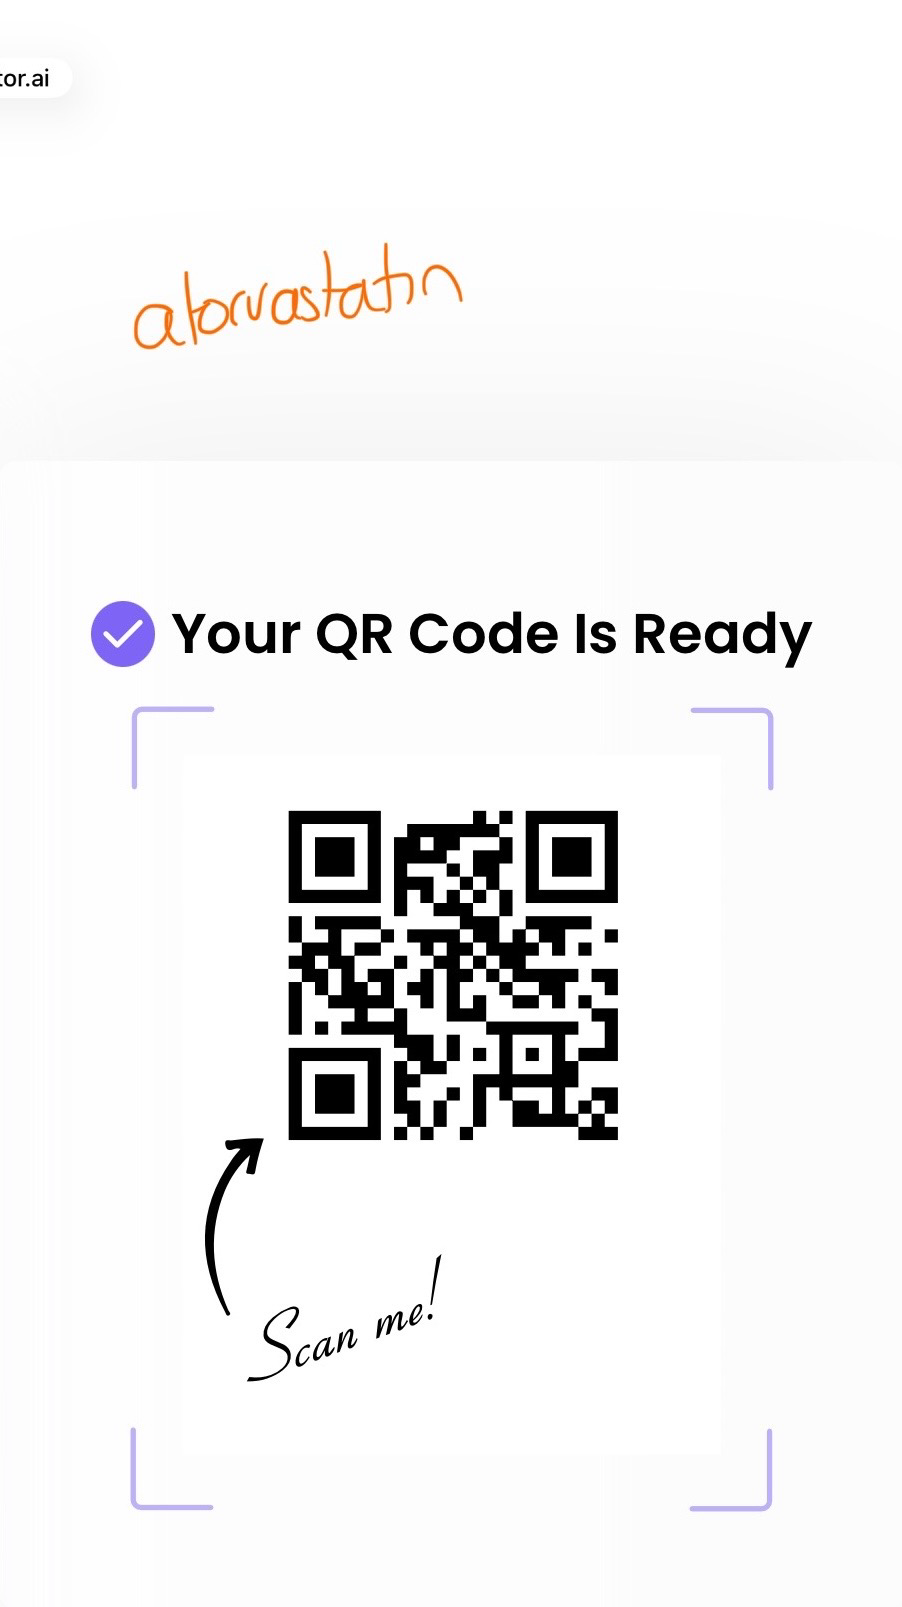 tor.ai
atorvastatin
Your QR Code Is Ready
Scan me!